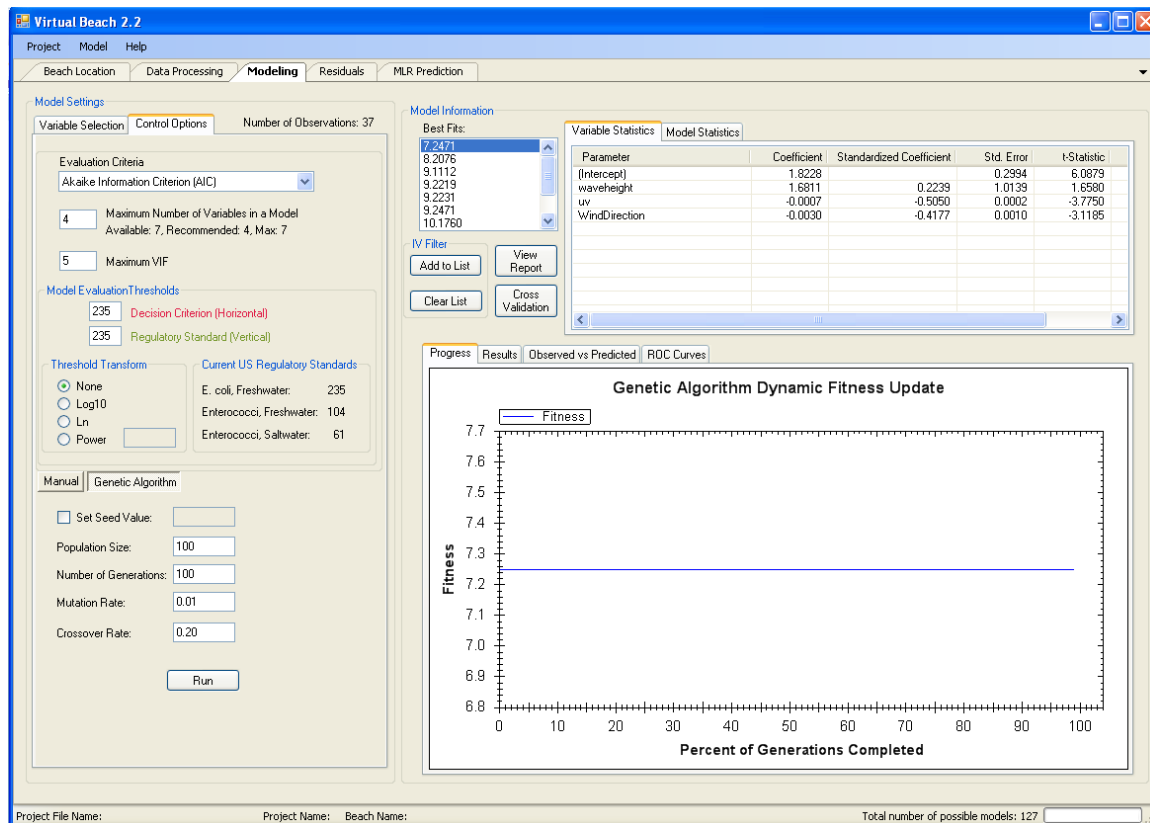 Virtual Beach 2.2
Project Model Help
Beach Location Data Processing Modeling Residuals MLR Prediction
Model Settings
Variable Selection Control Options Number of Observations: 37
Evaluation Criteria
Akaike Information Criterion (AIC)
4 Maximum Number of Variables in a Model
Available: 7, Recommended: 4, Max: 7
5 Maximum VIF
Model EvaluationThresholds
235 Decision Criterion (Horizontal)
235 Regulatory Standard (Vertical)
Threshold Transform
None
Log10
Ln
Power
Current US Regulatory Standards
E. coli, Freshwater: 235
Enterococci, Freshwater: 104
Enterococci, Saltwater: 61
Manual Genetic Algorithm
Set Seed Value:
Population Size: 100
Number of Generations: 100
Mutation Rate: 0.01
Crossover Rate: 0.20
Run
Model Information
Best Fits:
7.2471
8.2076
9.1112
9.2219
9.2231
9.2471
10.1760
IV Filter
Add to List
Clear List
View Report
Cross Validation
Variable Statistics Model Statistics
Parameter Coefficient Standardized Coefficient Std. Error t-Statistic
(Intercept) 1.8228 0.2994 6.0879
waveheight 1.6811 0.2239 1.0139 1.6580
uv -0.0007 -0.5050 0.0002 -3.7750
WindDirection -0.0030 -0.4177 0.0010 -3.1185
Progress Results Observed vs Predicted ROC Curves
Genetic Algorithm Dynamic Fitness Update
Fitness
7.7
7.6
7.5
7.4
7.3
7.2
7.1
7.0
6.9
6.8
Fitness
0 10 20 30 40 50 60 70 80 90 100
Percent of Generations Completed
Project File Name: Project Name: Beach Name: Total number of possible models: 127